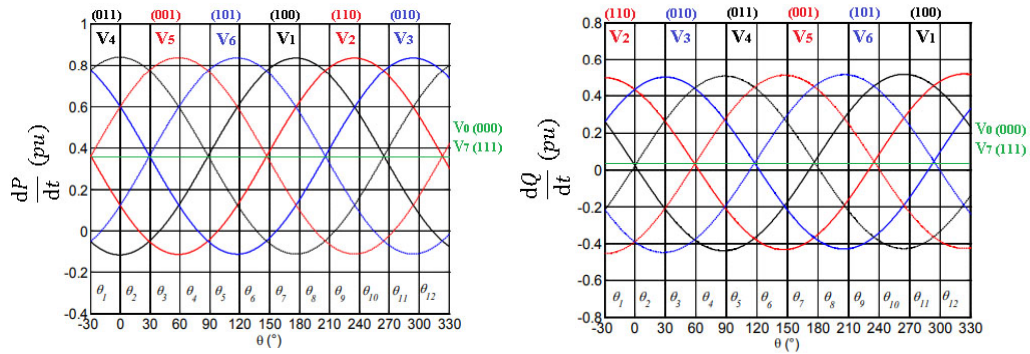 (011) (001) (101) (100) (110) (010)
V4 V5 V6 V1 V2 V3
1
0.8
0.6
0.4
0.2
0
-0.2
0.4
dP/dt (pu)
V0 (000)
V7 (111)
θ1 θ2 θ3 θ4 θ5 θ6 θ7 θ8 θ9 θ10 θ11 θ12
-30 0 30 60 90 120 150 180 210 240 270 300 330
θ (°)
(110) (010) (011) (001) (101) (100)
V2 V3 V4 V5 V6 V1
0.8
0.6
0.4
0.2
0
-0.2
-0.4
-0.6
-0.8
dQ/dt (pu)
V0 (000)
V7 (111)
θ1 θ2 θ3 θ4 θ5 θ6 θ7 θ8 θ9 θ10 θ11 θ12
-30 0 30 60 90 120 150 180 210 240 270 300 330
θ (°)